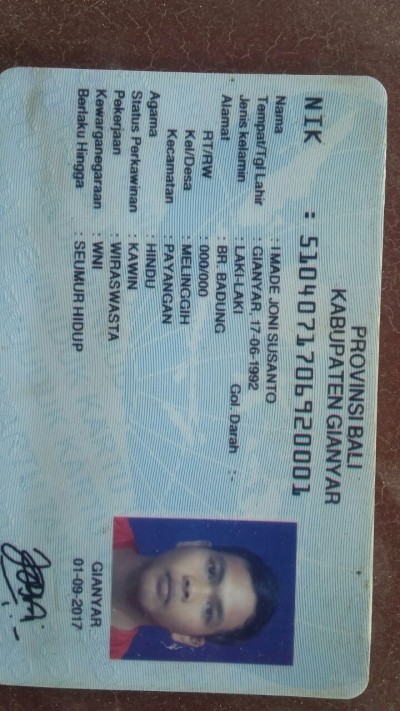 PROVINSI BALI
KABUPATEN GIANYAR
NIK : 5104071706920001
Nama : I MADE JONI SUSANTO
Tempat/Tgl Lahir : GIANYAR, 17-06-1992
Jenis kelamin : LAKI-LAKI Gol. Darah : -
Alamat : BR. BADUNG
RT/RW : 000/000
Kel/Desa : MELINGGIH
Kecamatan : PAYANGAN
Agama : HINDU
Status Perkawinan : KAWIN
Pekerjaan : WIRASWASTA
Kewarganegaraan : WNI
Berlaku Hingga : SEUMUR HIDUP
GIANYAR
01-09-2017